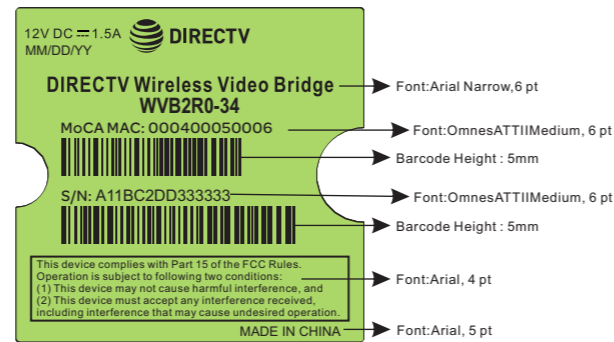 12V DC ⎓ 1.5A DIRECTV
MM/DD/YY
DIRECTV Wireless Video Bridge
WVB2R0-34
Font:Arial Narrow,6 pt
MoCA MAC: 000400050006
Font:OmnesATTIIMedium, 6 pt
Barcode Height : 5mm
S/N: A11BC2DD333333
Font:OmnesATTIIMedium, 6 pt
Barcode Height : 5mm
This device complies with Part 15 of the FCC Rules.
Operation is subject to following two conditions:
(1) This device may not cause harmful interference, and
(2) This device must accept any interference received,
including interference that may cause undesired operation.
Font:Arial, 4 pt
MADE IN CHINA
Font:Arial, 5 pt